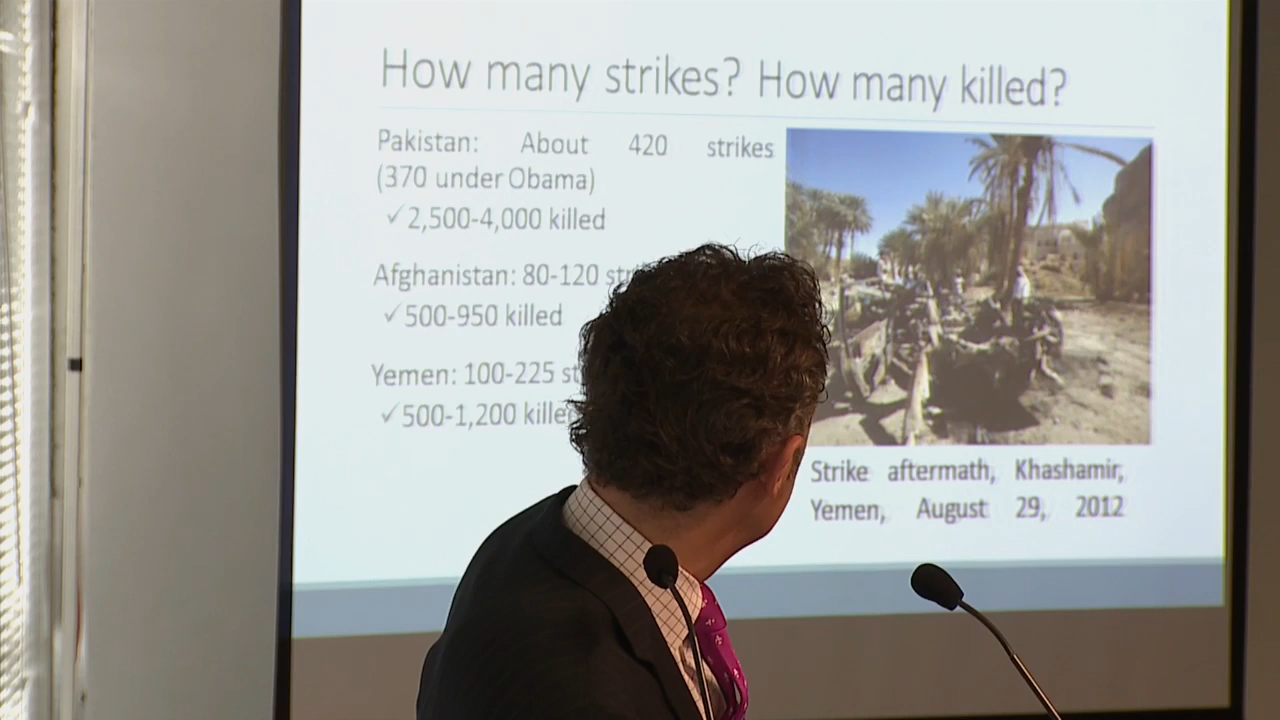 How many strikes? How many killed?
Pakistan: About 420 strikes
(370 under Obama)
✓2,500-4,000 killed
Afghanistan: 80-120
✓500-950 killed
Yemen: 100-225
✓500-1,200
Strike aftermath, Khashamir,
Yemen, August 29, 2012